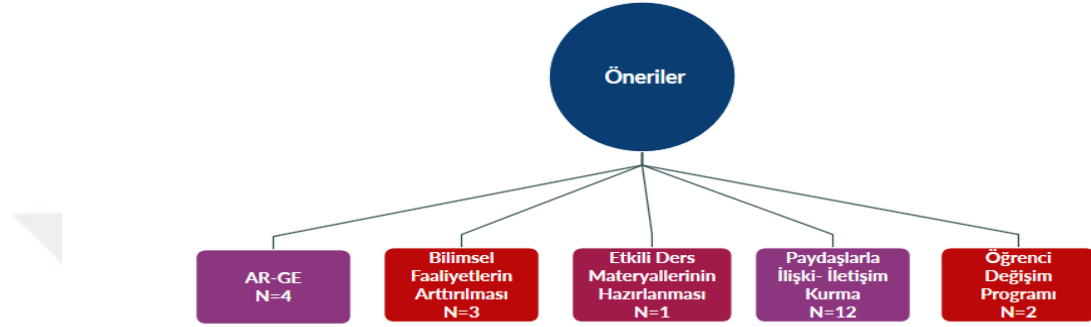 Öneriler
AR-GE
N=4
Bilimsel
Faaliyetlerin
Arttırılması
N=3
Etkili Ders
Materyallerinin
Hazırlanması
N=1
Paydaşlarla
İlişki- İletişim
Kurma
N=12
Öğrenci
Değişim
Programı
N=2